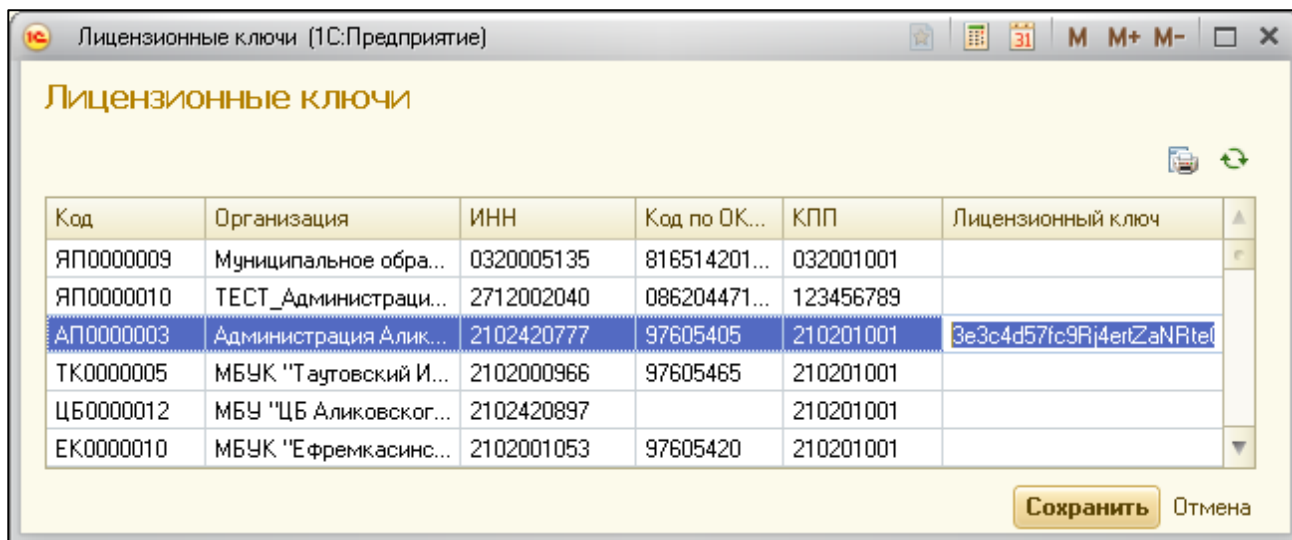 1С Лицензионные ключи (1С:Предприятие) 31 M M+ M-
Лицензионные ключи
Код Организация ИНН Код по ОК... КПП Лицензионный ключ
ЯП0000009 Муниципальное обра... 0320005135 816514201... 032001001
ЯП0000010 ТЕСТ_Администраци... 2712002040 086204471... 123456789
АП0000003 Администрация Алик... 2102420777 97605405 210201001 3e3c4d57fc9Rj4ertZaNRte
ТК0000005 МБУК "Таутовский И... 2102000966 97605465 210201001
ЦБ0000012 МБУ "ЦБ Аликовског... 2102420897 210201001
ЕК0000010 МБУК "Ефремкасинс... 2102001053 97605420 210201001
Сохранить Отмена